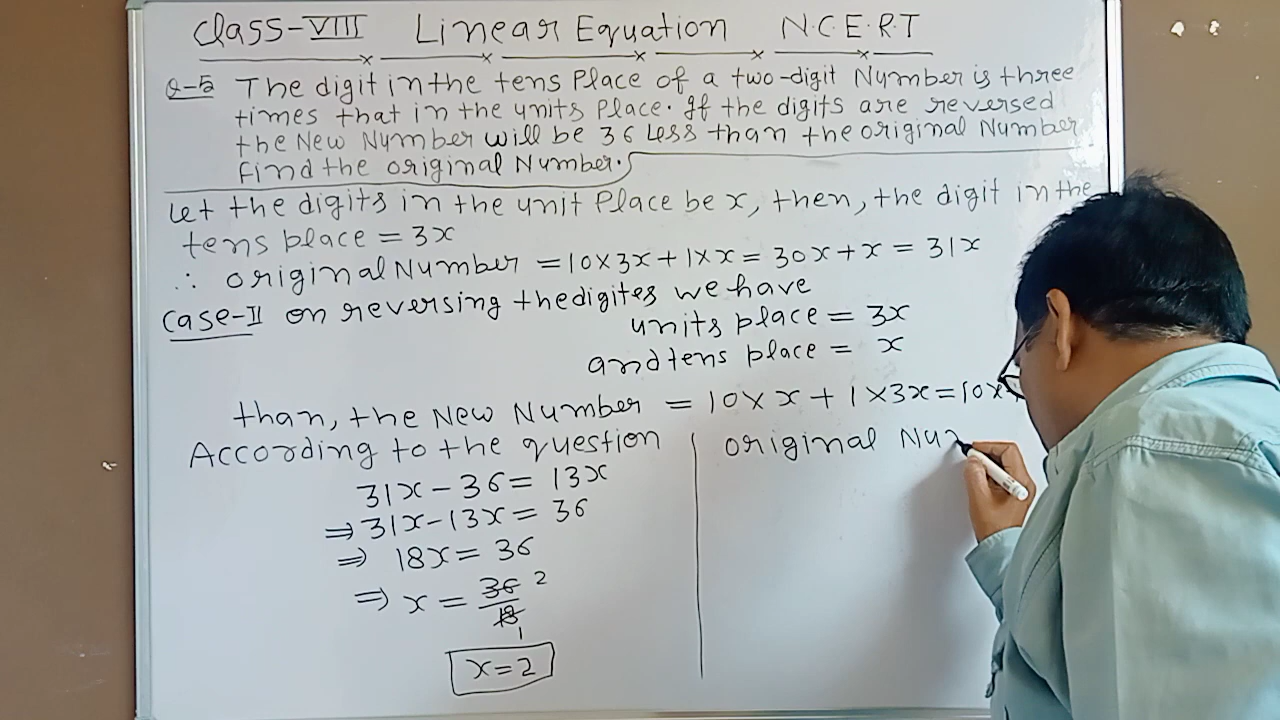 Class-VIII Linear Equation N.C.E.R.T
Q-5 The digit in the tens Place of a two-digit Number is three
times that in the units Place. If the digits are reversed
the New Number will be 36 Less than the original Number
Find the original Number.
Let the digits in the unit Place be x, then, the digit in the
tens place = 3x
∴ original Number = 10×3x+1×x = 30x+x = 31x
Case-II on reversing the digites we have
units place = 3x
and tens place = x
than, the New Number = 10×x + 1×3x=10x
According to the question
31x-36= 13x
⇒ 31x-13x = 36
⇒ 18x = 36
⇒ x = 36/18 2
1
x=2
original Nu